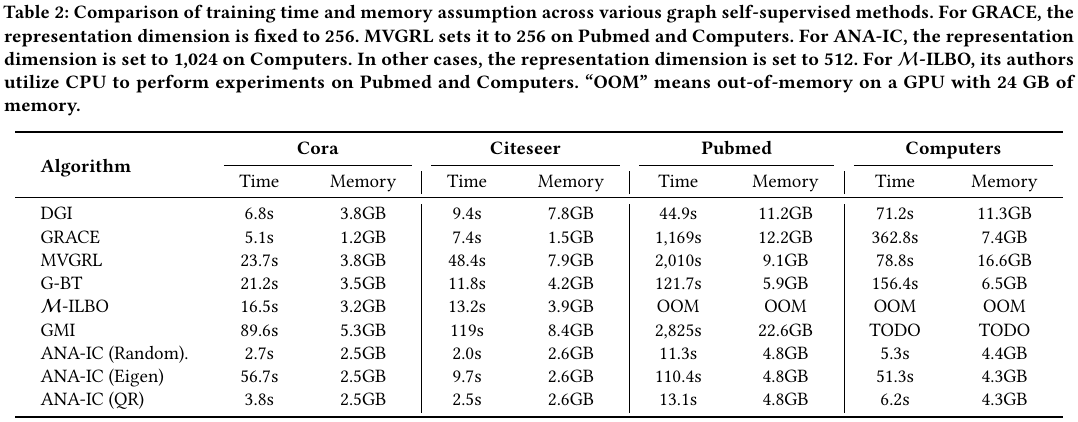 Table 2: Comparison of training time and memory assumption across various graph self-supervised methods. For GRACE, the
representation dimension is fixed to 256. MVGRL sets it to 256 on Pubmed and Computers. For ANA-IC, the representation
dimension is set to 1,024 on Computers. In other cases, the representation dimension is set to 512. For M-ILBO, its authors
utilize CPU to perform experiments on Pubmed and Computers. “OOM” means out-of-memory on a GPU with 24 GB of
memory.
Algorithm Cora Citeseer Pubmed Computers
Time Memory Time Memory Time Memory Time Memory
DGI 6.8s 3.8GB 9.4s 7.8GB 44.9s 11.2GB 71.2s 11.3GB
GRACE 5.1s 1.2GB 7.4s 1.5GB 1,169s 12.2GB 362.8s 7.4GB
MVGRL 23.7s 3.8GB 48.4s 7.9GB 2,010s 9.1GB 78.8s 16.6GB
G-BT 21.2s 3.5GB 11.8s 4.2GB 121.7s 5.9GB 156.4s 6.5GB
M-ILBO 16.5s 3.2GB 13.2s 3.9GB OOM OOM OOM OOM
GMI 89.6s 5.3GB 119s 8.4GB 2,825s 22.6GB TODO TODO
ANA-IC (Random). 2.7s 2.5GB 2.0s 2.6GB 11.3s 4.8GB 5.3s 4.4GB
ANA-IC (Eigen) 56.7s 2.5GB 9.7s 2.6GB 110.4s 4.8GB 51.3s 4.3GB
ANA-IC (QR) 3.8s 2.5GB 2.5s 2.6GB 13.1s 4.8GB 6.2s 4.3GB